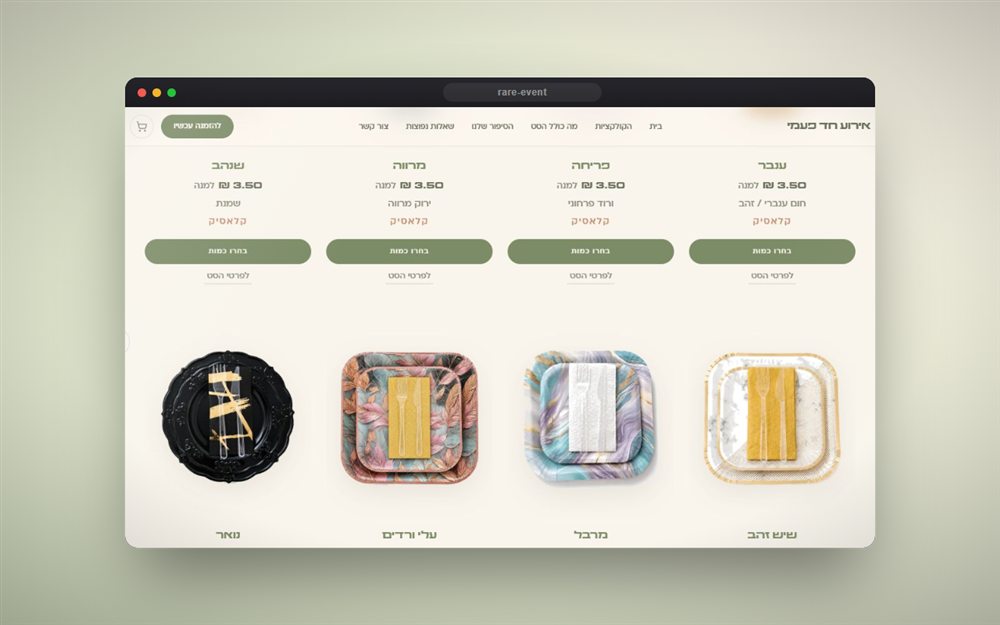 rare-event
אירוע חד פעמי
בית
הקולקציות
מה כולל הסט
הסיפור שלנו
שאלות נפוצות
צור קשר
להזמנה עכשיו
ענבר
3.50 ₪ למנה
חום ענברי / זהב
קלאסיק
בחרו כמות
לפרטי הסט
פריחה
3.50 ₪ למנה
ורוד פרחוני
קלאסיק
בחרו כמות
לפרטי הסט
מרווה
3.50 ₪ למנה
ירוק מרווה
קלאסיק
בחרו כמות
לפרטי הסט
שנהב
3.50 ₪ למנה
שמנת
קלאסיק
בחרו כמות
לפרטי הסט
שיש זהב
מרבל
עלי ורדים
נואר